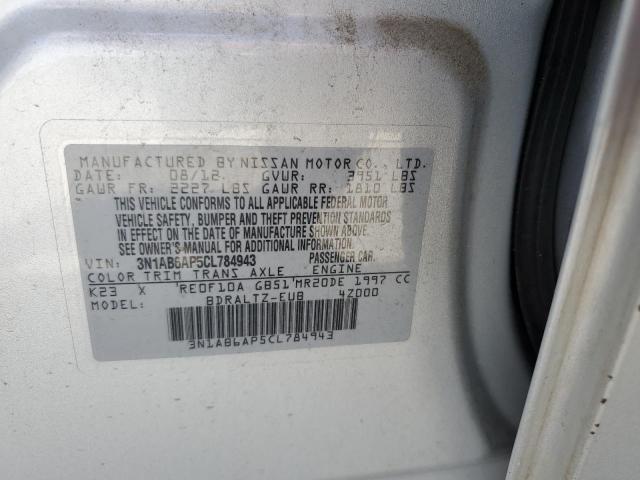 MANUFACTURED BY NISSAN MOTOR CO., LTD.
DATE: 08/12 GVWR: 3951 LBS
GAWR FR: 2227 LBS GAWR RR: 1810 LBS
THIS VEHICLE CONFORMS TO ALL APPLICABLE FEDERAL MOTOR
VEHICLE SAFETY, BUMPER AND THEFT PREVENTION STANDARDS
IN EFFECT ON THE DATE OF MANUFACTURE SHOWN ABOVE.
SEE OWNER'S MANUAL FOR ADDITIONAL INFORMATION.
VIN: 3N1AB6AP5CL784943 PASSENGER CAR.
COLOR TRIM TRANS AXLE ENGINE
K23 X RE0F10A GB51 MR20DE 1997 CC
MODEL: BDRALTZ-EUB 4Z000
3N1AB6AP5CL784943